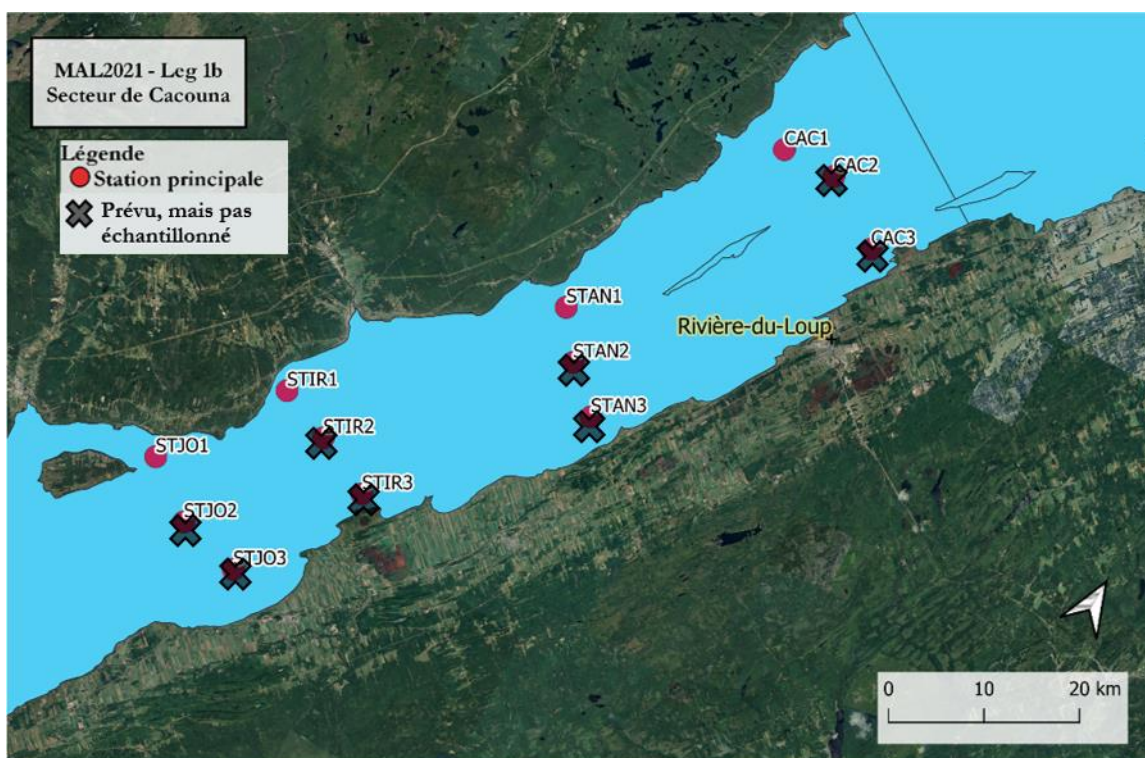 MAL2021 - Leg 1b
Secteur de Cacouna
Légende
Station principale
Prévu, mais pas
échantillonné
CAC1
CAC2
CAC3
STAN1
Rivière-du-Loup
STAN2
STIR1
STAN3
STIR2
STJO1
STIR3
STJO2
STJO3
0 10 20 km